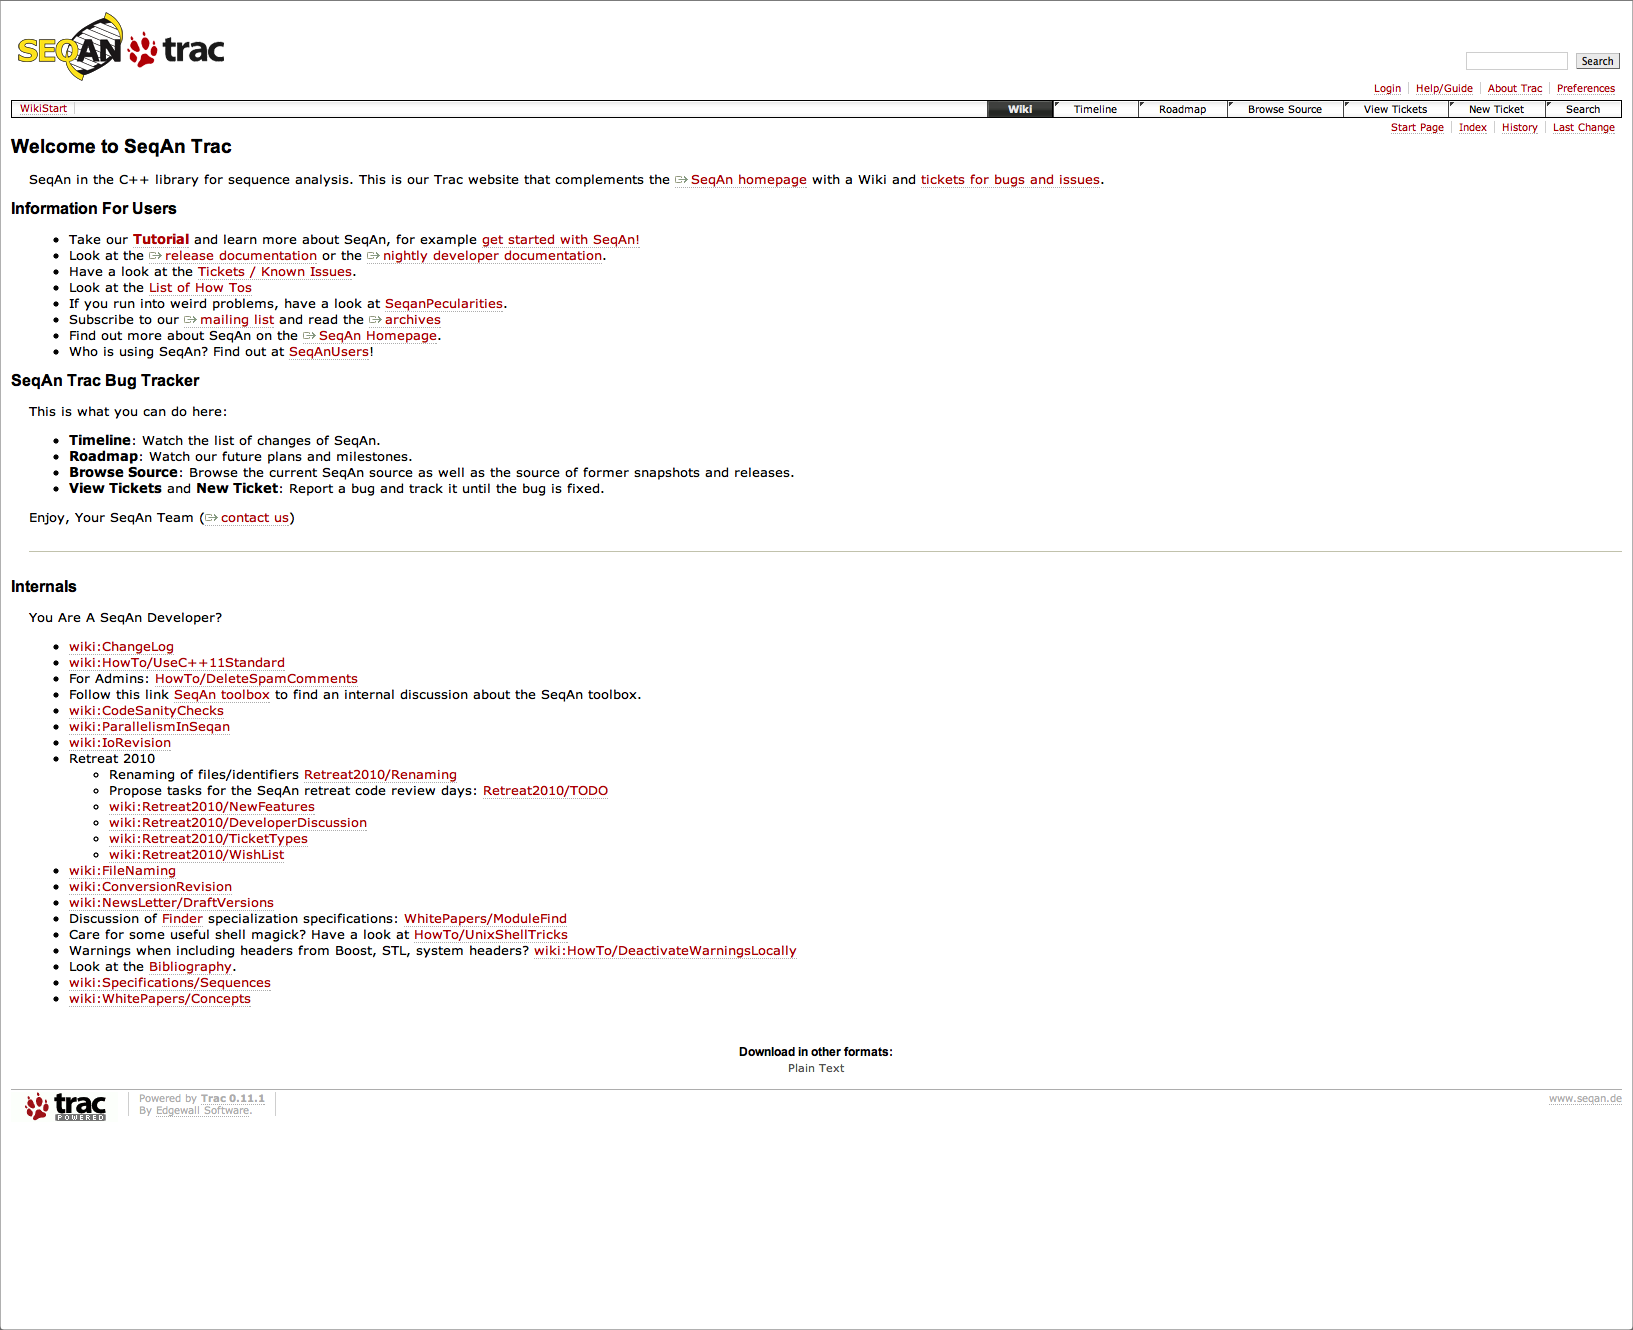 SEQAN trac
Search
Login Help/Guide About Trac Preferences
WikiStart Wiki Timeline Roadmap Browse Source View Tickets New Ticket Search
Start Page Index History Last Change
Welcome to SeqAn Trac
SeqAn in the C++ library for sequence analysis. This is our Trac website that complements the SeqAn homepage with a Wiki and tickets for bugs and issues.
Information For Users
Take our Tutorial and learn more about SeqAn, for example get started with SeqAn!
Look at the release documentation or the nightly developer documentation.
Have a look at the Tickets / Known Issues.
Look at the List of How Tos
If you run into weird problems, have a look at SeqanPecularities.
Subscribe to our mailing list and read the archives
Find out more about SeqAn on the SeqAn Homepage.
Who is using SeqAn? Find out at SeqAnUsers!
SeqAn Trac Bug Tracker
This is what you can do here:
Timeline: Watch the list of changes of SeqAn.
Roadmap: Watch our future plans and milestones.
Browse Source: Browse the current SeqAn source as well as the source of former snapshots and releases.
View Tickets and New Ticket: Report a bug and track it until the bug is fixed.
Enjoy, Your SeqAn Team (contact us)
Internals
You Are A SeqAn Developer?
wiki:ChangeLog
wiki:HowTo/UseC++11Standard
For Admins: HowTo/DeleteSpamComments
Follow this link SeqAn toolbox to find an internal discussion about the SeqAn toolbox.
wiki:CodeSanityChecks
wiki:ParallelismInSeqan
wiki:IoRevision
Retreat 2010
Renaming of files/identifiers Retreat2010/Renaming
Propose tasks for the SeqAn retreat code review days: Retreat2010/TODO
wiki:Retreat2010/NewFeatures
wiki:Retreat2010/DeveloperDiscussion
wiki:Retreat2010/TicketTypes
wiki:Retreat2010/WishList
wiki:FileNaming
wiki:ConversionRevision
wiki:NewsLetter/DraftVersions
Discussion of Finder specialization specifications: WhitePapers/ModuleFind
Care for some useful shell magick? Have a look at HowTo/UnixShellTricks
Warnings when including headers from Boost, STL, system headers? wiki:HowTo/DeactivateWarningsLocally
Look at the Bibliography.
wiki:Specifications/Sequences
wiki:WhitePapers/Concepts
Download in other formats:
Plain Text
trac POWERED
Powered by Trac 0.11.1
By Edgewall Software.
www.seqan.de